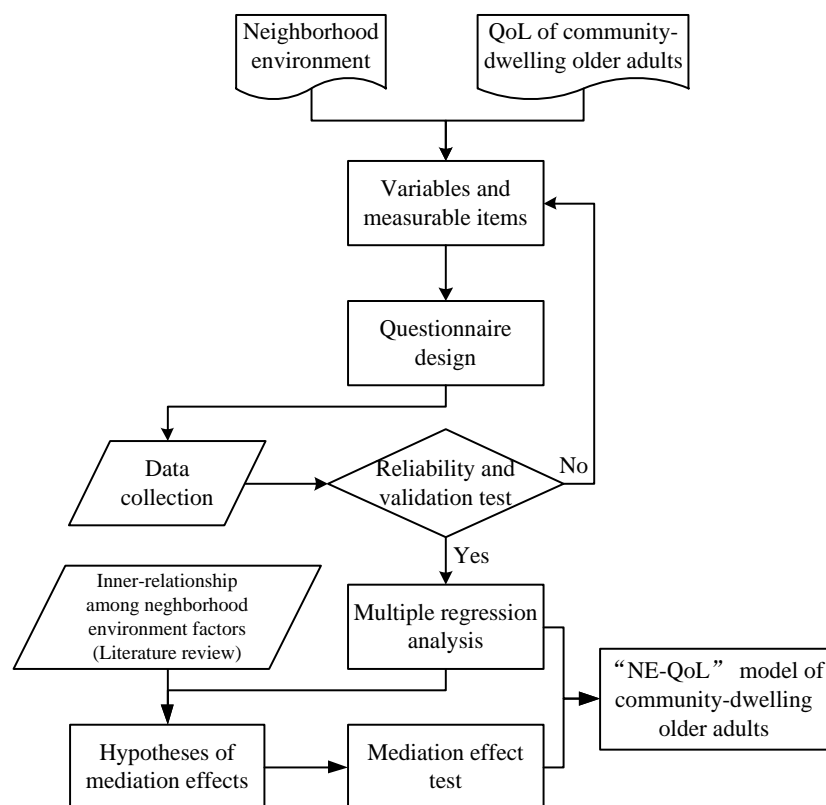 Neighborhood
environment
QoL of community-
dwelling older adults
Variables and
measurable items
Questionnaire
design
Data
collection
Reliability and
validation test
No
Yes
Inner-relationship
among neghborhood
environment factors
(Literature review)
Multiple regression
analysis
“NE-QoL” model of
community-dwelling
older adults
Hypotheses of
mediation effects
Mediation effect
test